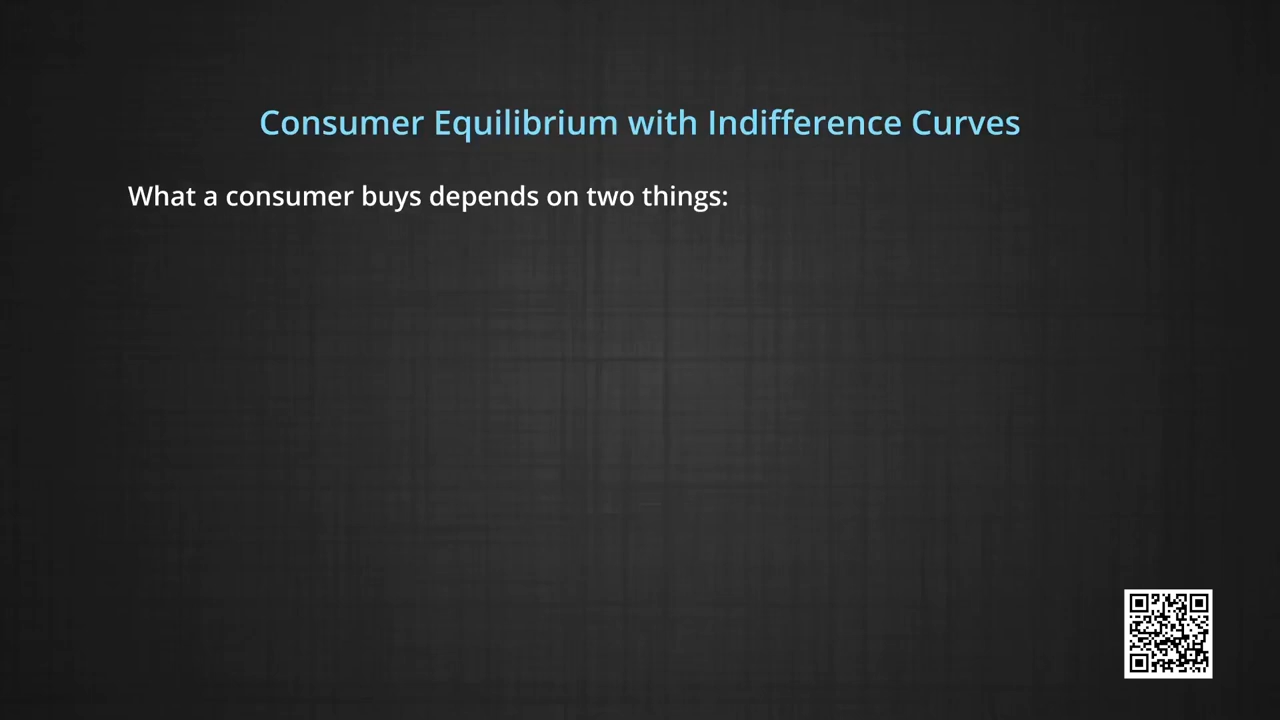 Consumer Equilibrium with Indifference Curves
What a consumer buys depends on two things: